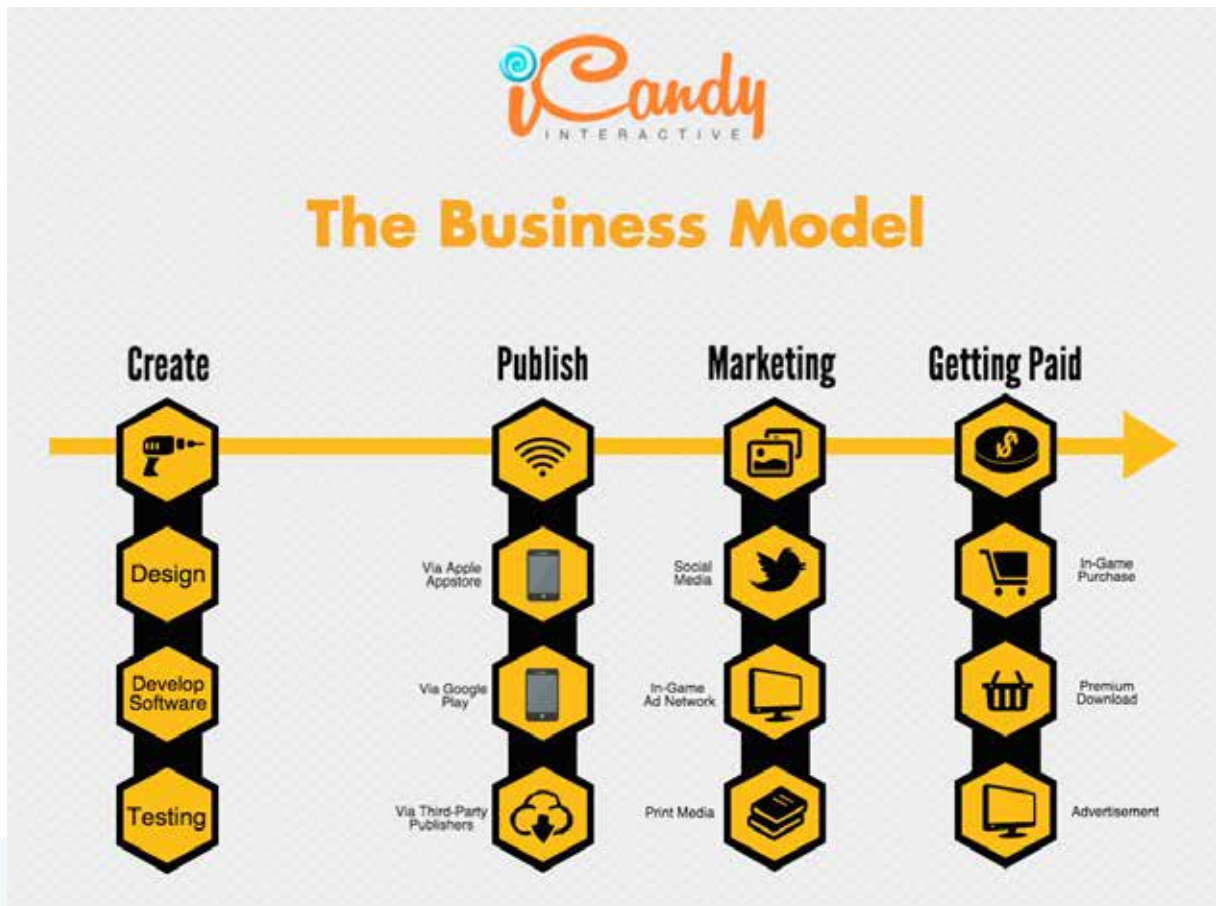 iCandy
INTERACTIVE
The Business Model
Create
Design
Develop
Software
Testing
Publish
Via Apple
Appstore
Via Google
Play
Via Third-Party
Publishers
Marketing
Social
Media
In-Game
Ad Network
Print Media
Getting Paid
$
In-Game
Purchase
Premium
Download
Advertisement